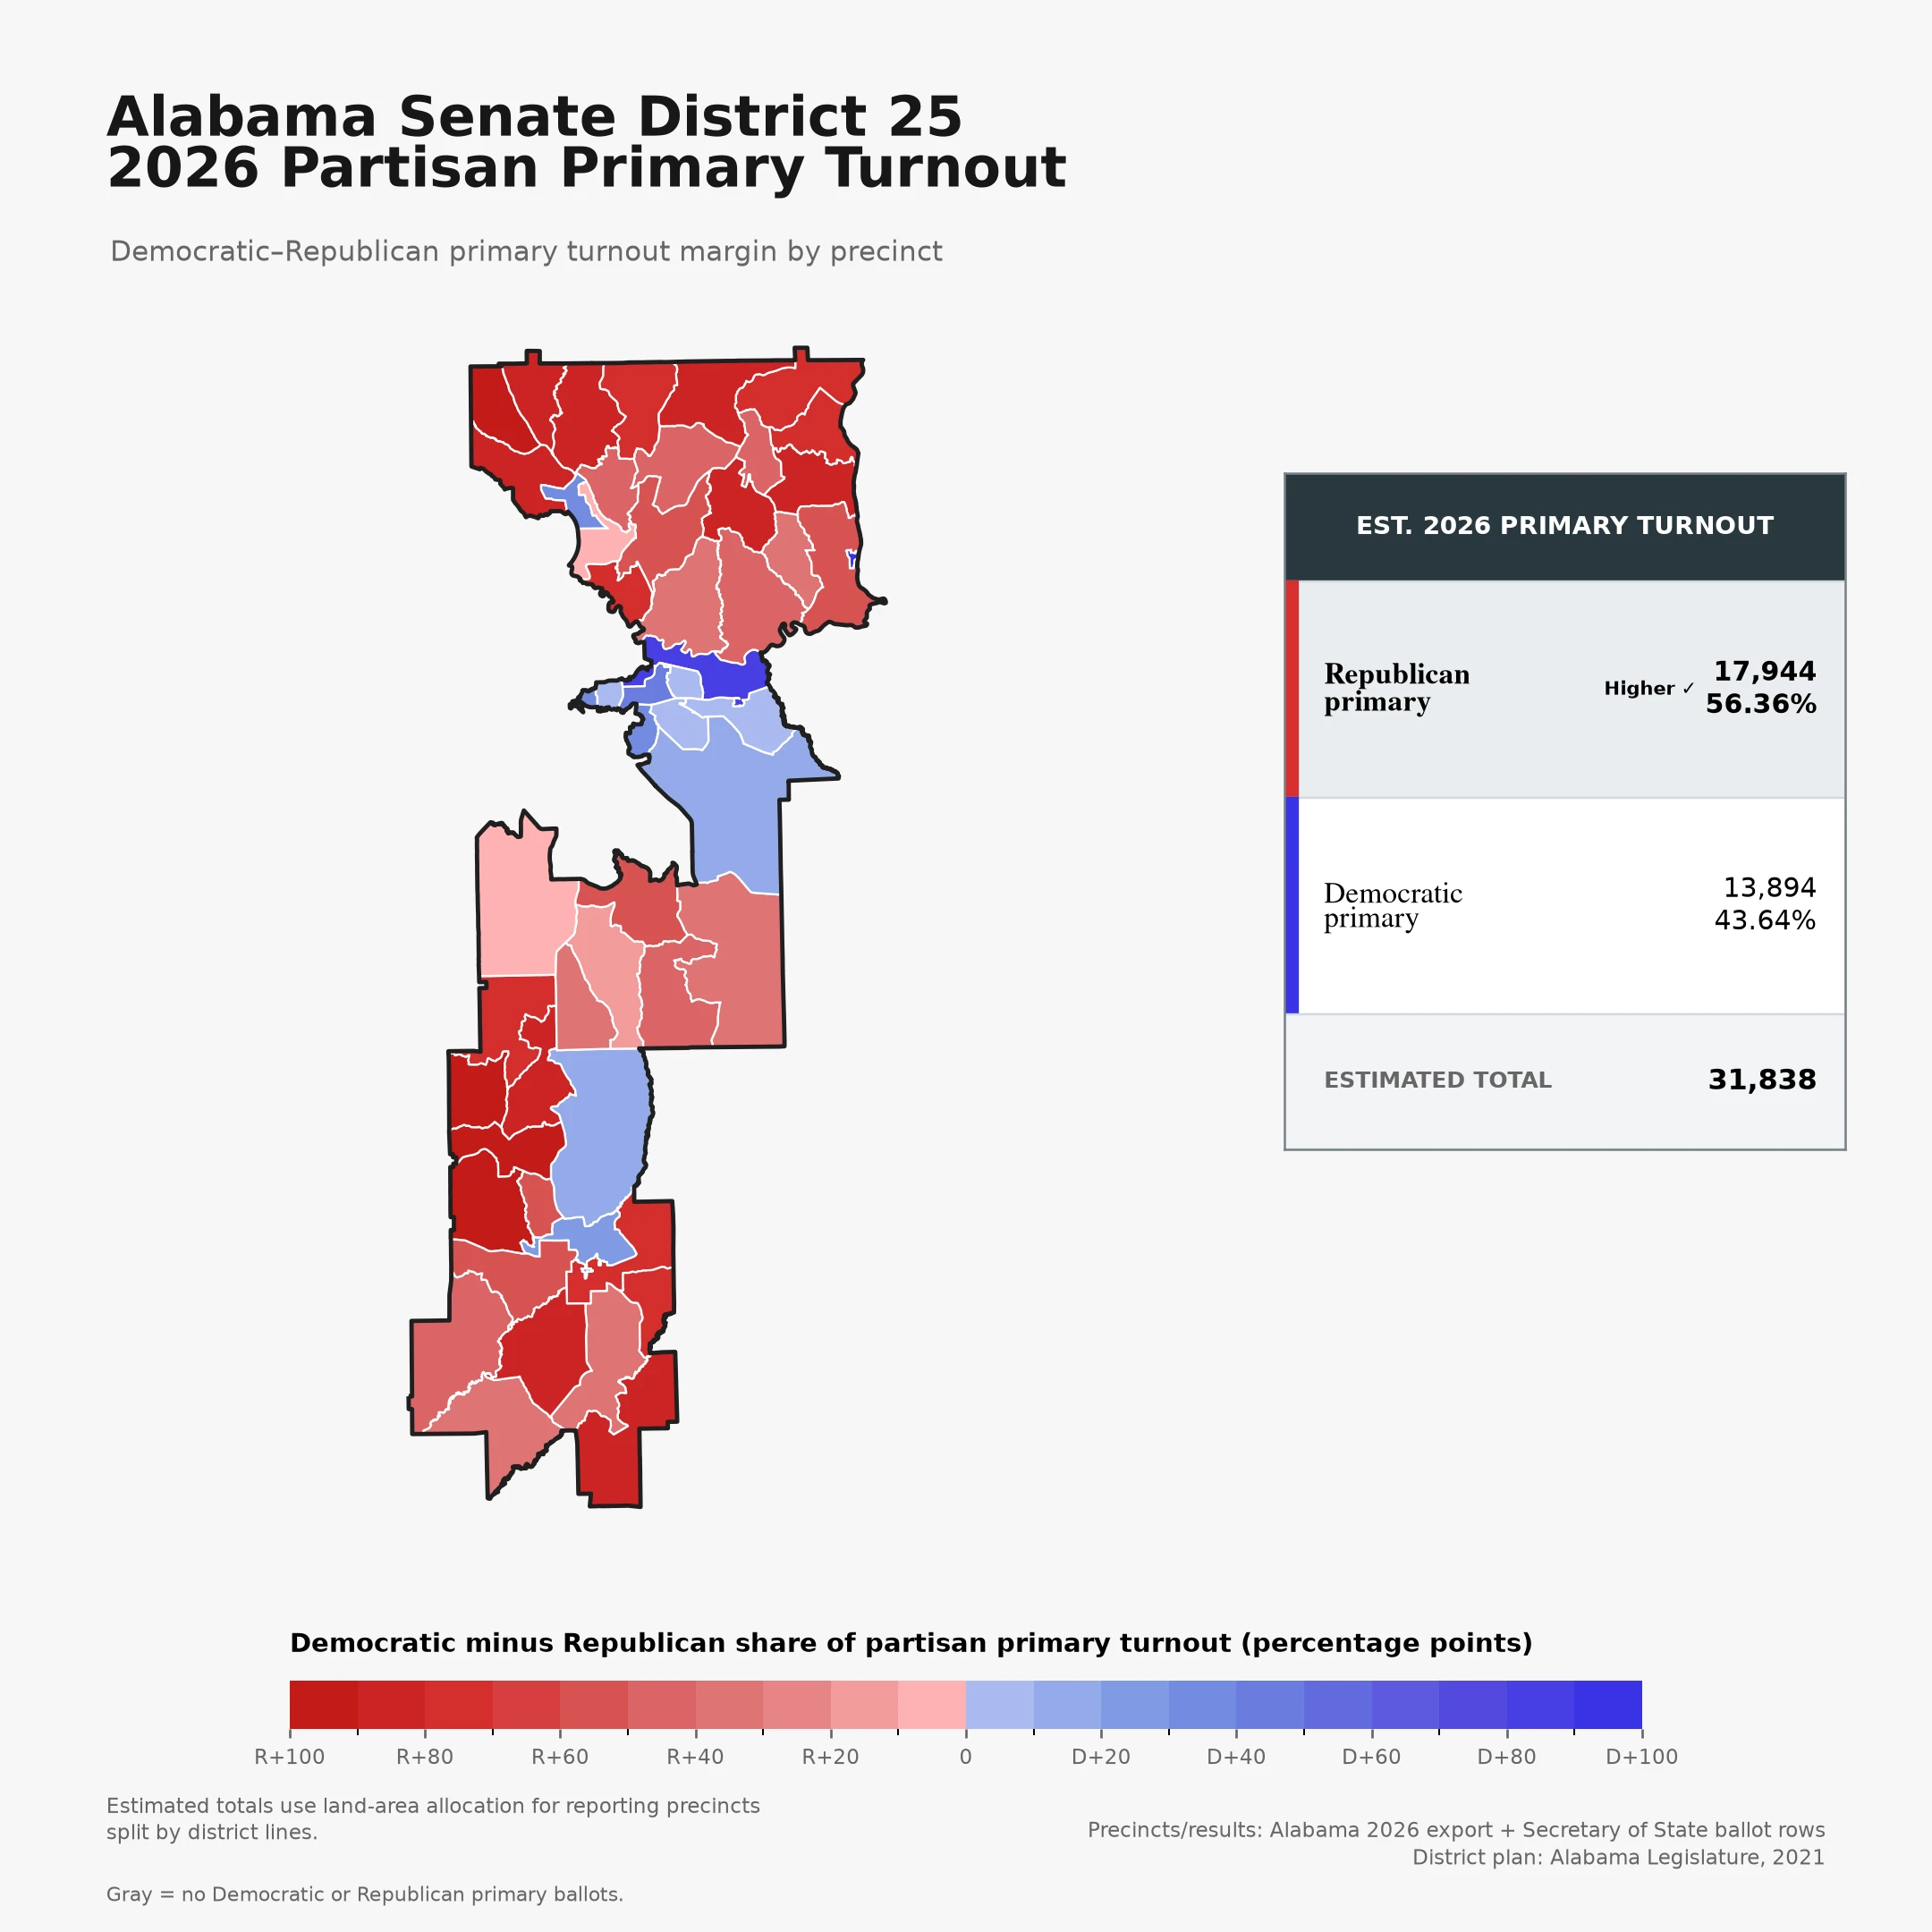 Alabama Senate District 25
2026 Partisan Primary Turnout
Democratic–Republican primary turnout margin by precinct
EST. 2026 PRIMARY TURNOUT
Republican
primary
Higher ✓
17,944
56.36%
Democratic
primary
13,894
43.64%
ESTIMATED TOTAL
31,838
Democratic minus Republican share of partisan primary turnout (percentage points)
R+100
R+80
R+60
R+40
R+20
0
D+20
D+40
D+60
D+80
D+100
Estimated totals use land-area allocation for reporting precincts
split by district lines.
Gray = no Democratic or Republican primary ballots.
Precincts/results: Alabama 2026 export + Secretary of State ballot rows
District plan: Alabama Legislature, 2021